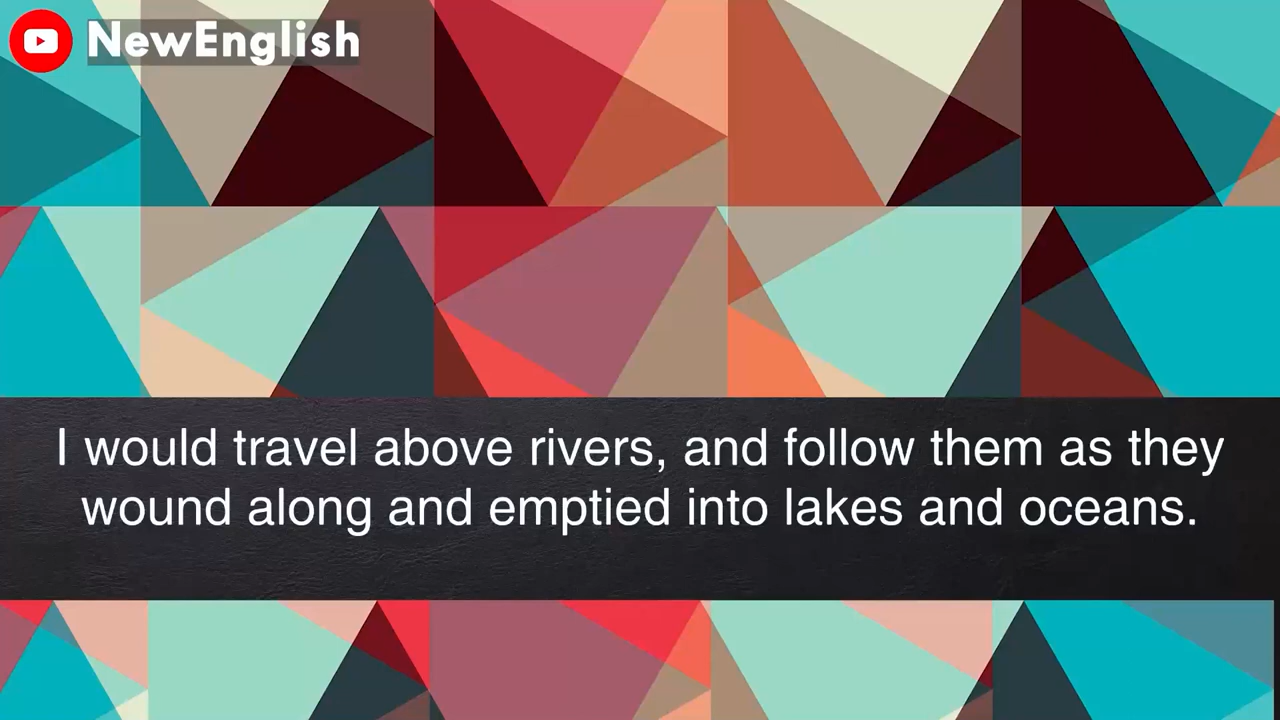 NewEnglish
I would travel above rivers, and follow them as they
wound along and emptied into lakes and oceans.